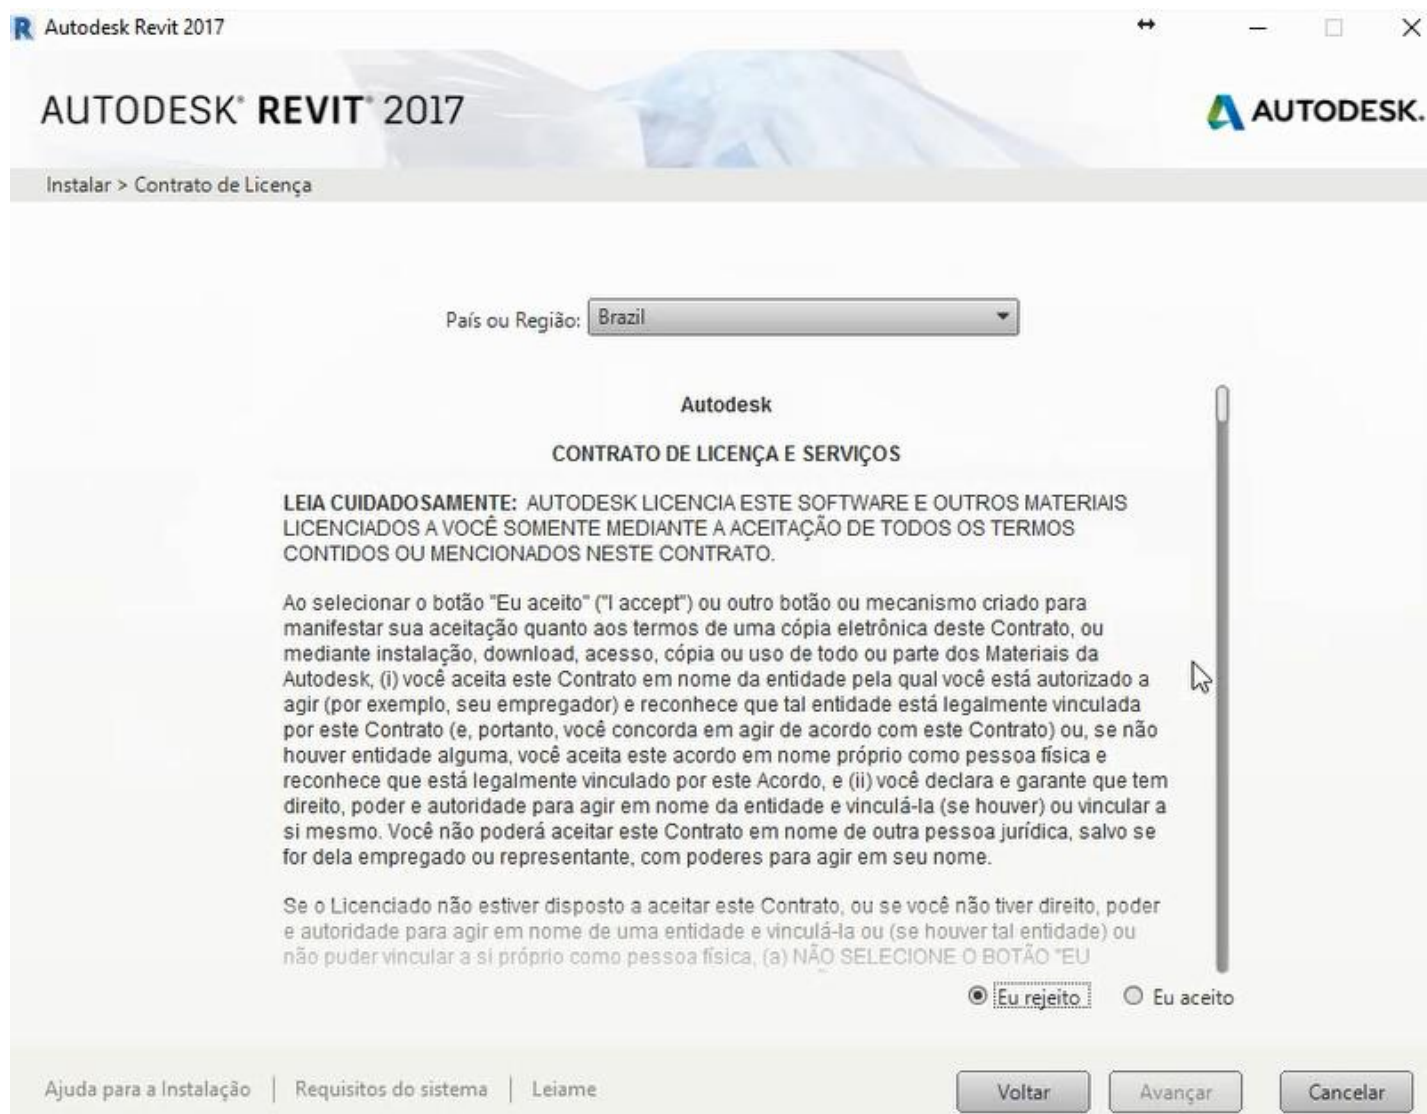 Autodesk Revit 2017
AUTODESK® REVIT® 2017
AUTODESK.
Instalar > Contrato de Licença
País ou Região: Brazil
Autodesk
CONTRATO DE LICENÇA E SERVIÇOS
LEIA CUIDADOSAMENTE: AUTODESK LICENCIA ESTE SOFTWARE E OUTROS MATERIAIS
LICENCIADOS A VOCÊ SOMENTE MEDIANTE A ACEITAÇÃO DE TODOS OS TERMOS
CONTIDOS OU MENCIONADOS NESTE CONTRATO.
Ao selecionar o botão "Eu aceito" ("I accept") ou outro botão ou mecanismo criado para
manifestar sua aceitação quanto aos termos de uma cópia eletrônica deste Contrato, ou
mediante instalação, download, acesso, cópia ou uso de todo ou parte dos Materiais da
Autodesk, (i) você aceita este Contrato em nome da entidade pela qual você está autorizado a
agir (por exemplo, seu empregador) e reconhece que tal entidade está legalmente vinculada
por este Contrato (e, portanto, você concorda em agir de acordo com este Contrato) ou, se não
houver entidade alguma, você aceita este acordo em nome próprio como pessoa física e
reconhece que está legalmente vinculado por este Acordo, e (ii) você declara e garante que tem
direito, poder e autoridade para agir em nome da entidade e vinculá-la (se houver) ou vincular a
si mesmo. Você não poderá aceitar este Contrato em nome de outra pessoa jurídica, salvo se
for dela empregado ou representante, com poderes para agir em seu nome.
Se o Licenciado não estiver disposto a aceitar este Contrato, ou se você não tiver direito, poder
e autoridade para agir em nome de uma entidade e vinculá-la ou (se houver tal entidade) ou
não puder vincular a si próprio como pessoa física, (a) NÃO SELECIONE O BOTÃO "EU
Eu rejeito Eu aceito
Ajuda para a Instalação | Requisitos do sistema | Leiame
Voltar Avançar Cancelar